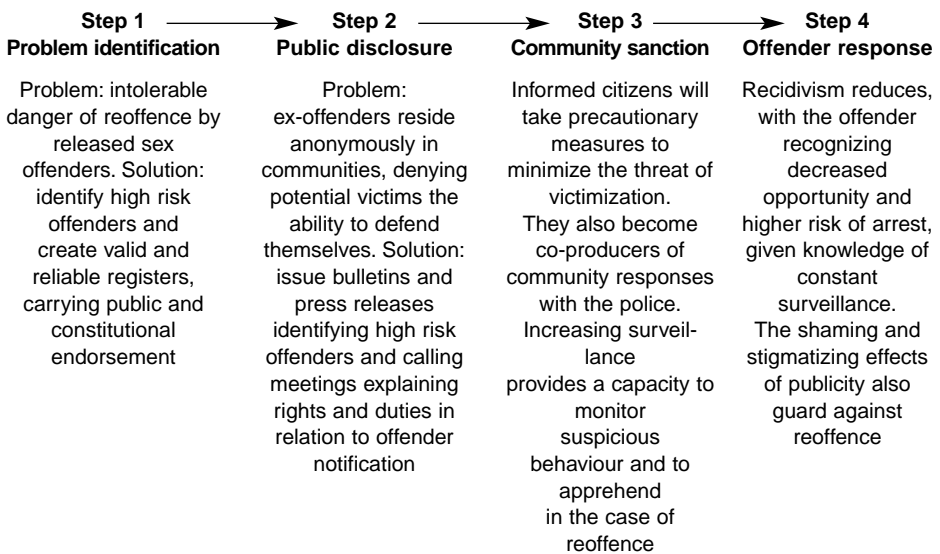 Step 1
Problem identification
Problem: intolerable
danger of reoffence by
released sex
offenders. Solution:
identify high risk
offenders and
create valid and
reliable registers,
carrying public and
constitutional
endorsement
Step 2
Public disclosure
Problem:
ex-offenders reside
anonymously in
communities, denying
potential victims the
ability to defend
themselves. Solution:
issue bulletins and
press releases
identifying high risk
offenders and calling
meetings explaining
rights and duties in
relation to offender
notification
Step 3
Community sanction
Informed citizens will
take precautionary
measures to
minimize the threat of
victimization.
They also become
co-producers of
community responses
with the police.
Increasing surveil-
lance
provides a capacity to
monitor
suspicious
behaviour and to
apprehend
in the case of
reoffence
Step 4
Offender response
Recidivism reduces,
with the offender
recognizing
decreased
opportunity and
higher risk of arrest,
given knowledge of
constant
surveillance.
The shaming and
stigmatizing effects
of publicity also
guard against
reoffence